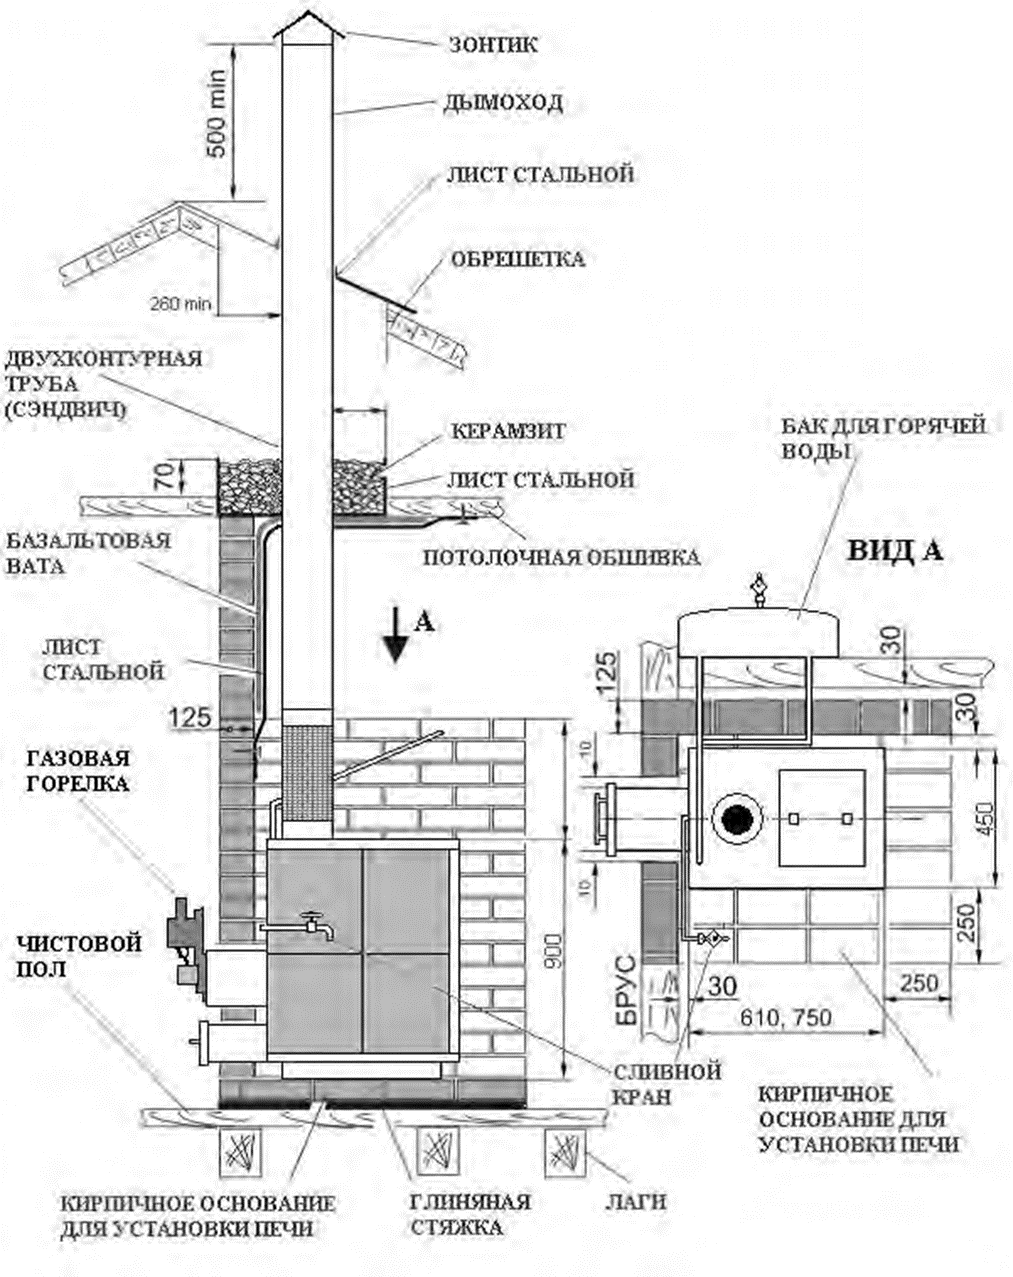 ЗОНТИК
500 min
ДЫМОХОД
ЛИСТ СТАЛЬНОЙ
ОБРЕШЕТКА
260 min
ДВУХКОНТУРНАЯ
ТРУБА
(СЭНДВИЧ)
КЕРАМЗИТ
70
ЛИСТ СТАЛЬНОЙ
БАЗАЛЬТОВАЯ
ВАТА
ПОТОЛОЧНАЯ ОБШИВКА
А
ЛИСТ
СТАЛЬНОЙ
125
ГАЗОВАЯ
ГОРЕЛКА
ЧИСТОВОЙ
ПОЛ
900
СЛИВНОЙ
КРАН
КИРПИЧНОЕ ОСНОВАНИЕ
ДЛЯ УСТАНОВКИ ПЕЧИ
ГЛИНЯНАЯ
СТЯЖКА
ЛАГИ
БАК ДЛЯ ГОРЯЧЕЙ
ВОДЫ
ВИД А
125
30
30
10
450
10
250
БРУС
30
250
610, 750
КИРПИЧНОЕ
ОСНОВАНИЕ ДЛЯ
УСТАНОВКИ ПЕЧИ